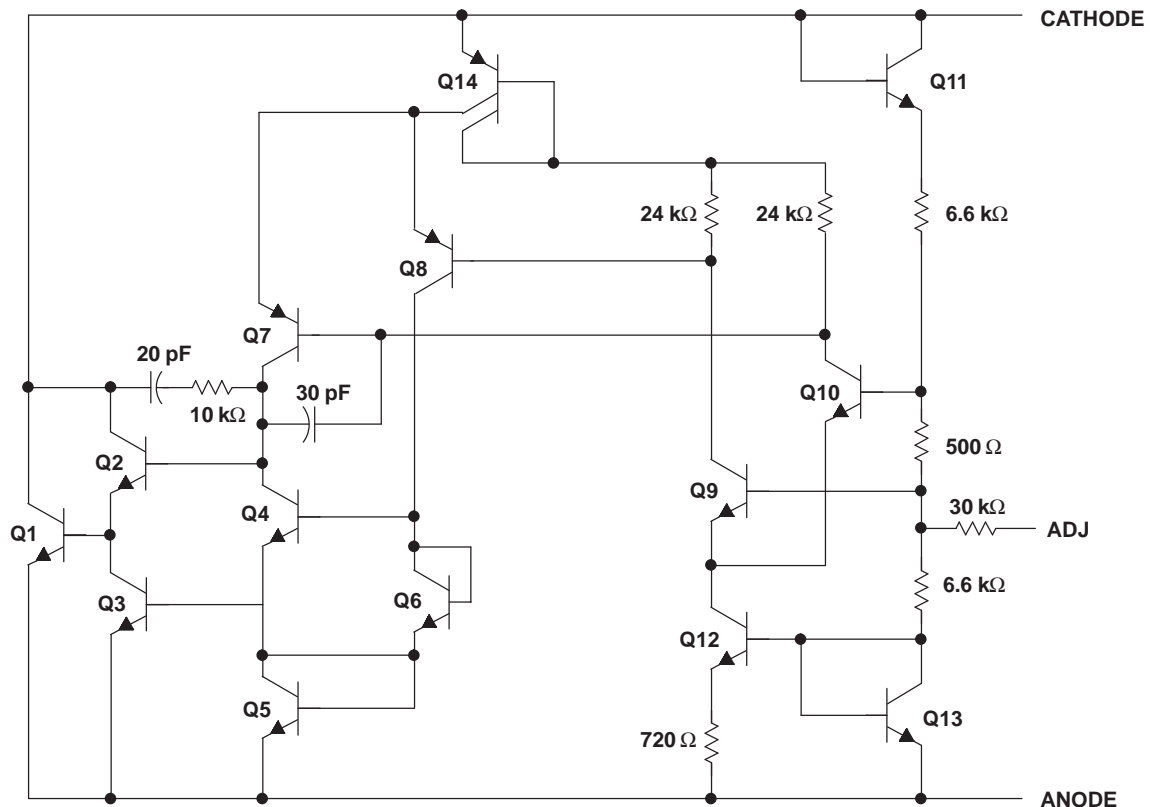 CATHODE
Q14
Q11
24 kΩ
24 kΩ
6.6 kΩ
Q8
Q7
20 pF
30 pF
10 kΩ
Q10
500 Ω
Q2
Q9
30 kΩ
Q4
Q1
ADJ
Q6
6.6 kΩ
Q3
Q12
Q5
Q13
720 Ω
ANODE